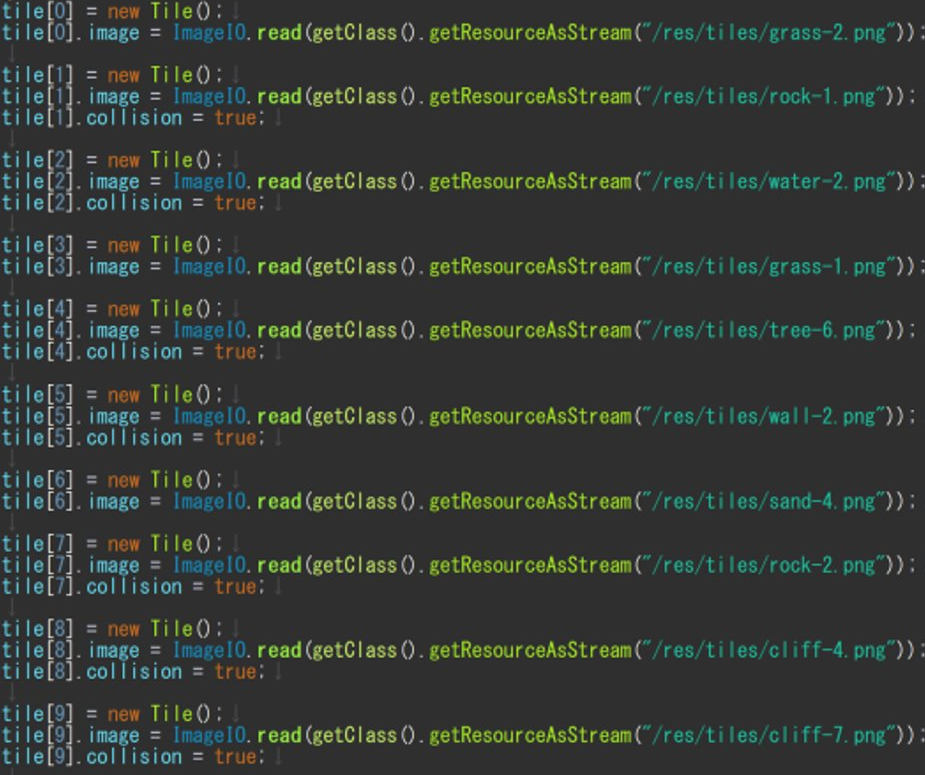 tile[0] = new Tile();
tile[0].image = ImageIO.read(getClass().getResourceAsStream("/res/tiles/grass-2.png"));
tile[1] = new Tile();
tile[1].image = ImageIO.read(getClass().getResourceAsStream("/res/tiles/rock-1.png"));
tile[1].collision = true;
tile[2] = new Tile();
tile[2].image = ImageIO.read(getClass().getResourceAsStream("/res/tiles/water-2.png"));
tile[2].collision = true;
tile[3] = new Tile();
tile[3].image = ImageIO.read(getClass().getResourceAsStream("/res/tiles/grass-1.png"));
tile[4] = new Tile();
tile[4].image = ImageIO.read(getClass().getResourceAsStream("/res/tiles/tree-6.png"));
tile[4].collision = true;
tile[5] = new Tile();
tile[5].image = ImageIO.read(getClass().getResourceAsStream("/res/tiles/wall-2.png"));
tile[5].collision = true;
tile[6] = new Tile();
tile[6].image = ImageIO.read(getClass().getResourceAsStream("/res/tiles/sand-4.png"));
tile[7] = new Tile();
tile[7].image = ImageIO.read(getClass().getResourceAsStream("/res/tiles/rock-2.png"));
tile[7].collision = true;
tile[8] = new Tile();
tile[8].image = ImageIO.read(getClass().getResourceAsStream("/res/tiles/cliff-4.png"));
tile[8].collision = true;
tile[9] = new Tile();
tile[9].image = ImageIO.read(getClass().getResourceAsStream("/res/tiles/cliff-7.png"));
tile[9].collision = true;